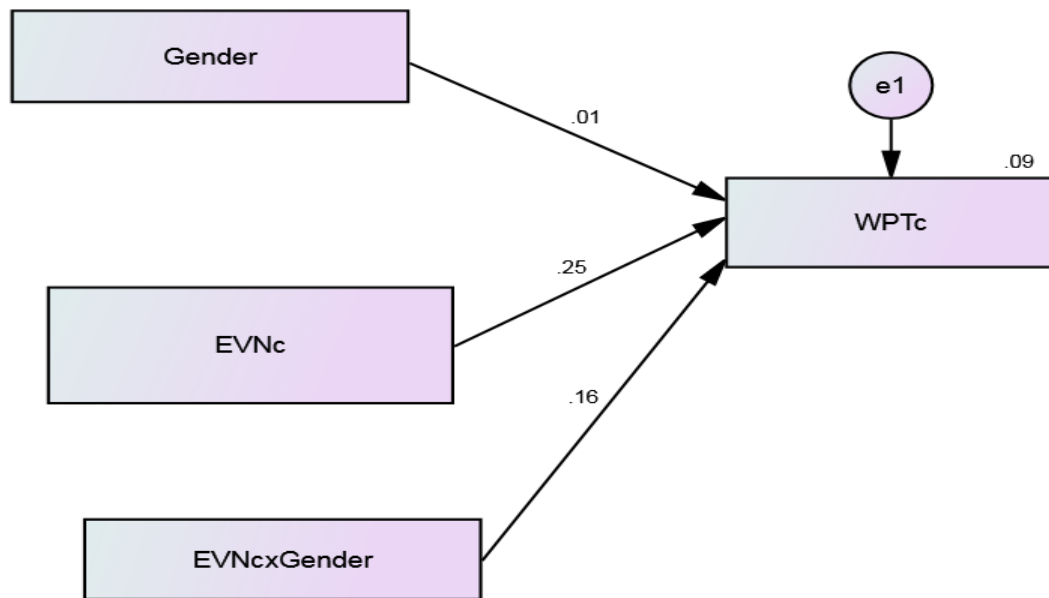 Gender
e1
.01
.09
WPTc
.25
EVNc
.16
EVNcxGender